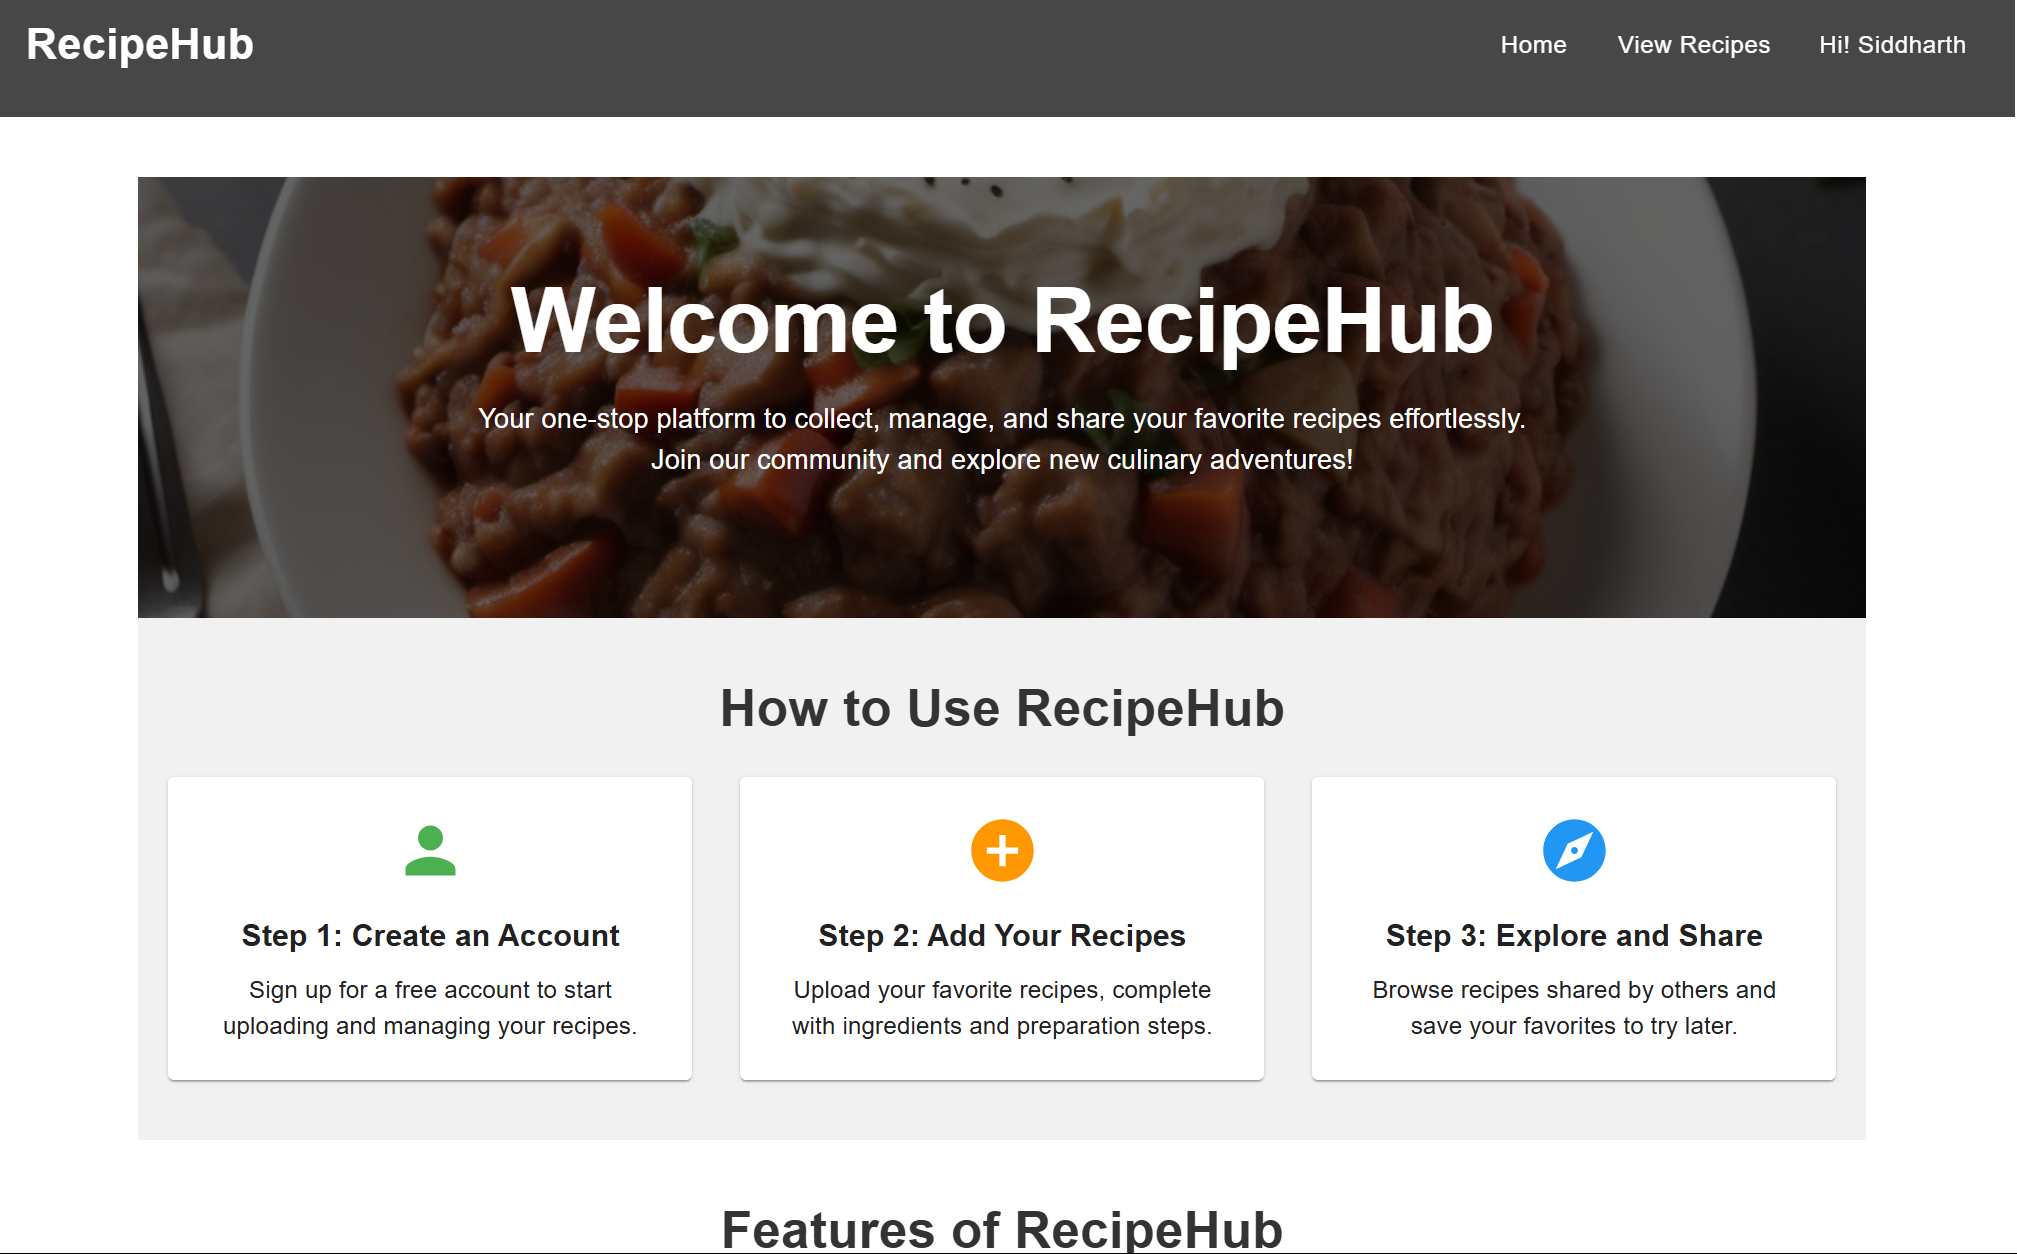 RecipeHub
Home
View Recipes
Hi! Siddharth
Welcome to RecipeHub
Your one-stop platform to collect, manage, and share your favorite recipes effortlessly.
Join our community and explore new culinary adventures!
How to Use RecipeHub
Step 1: Create an Account
Sign up for a free account to start
uploading and managing your recipes.
Step 2: Add Your Recipes
Upload your favorite recipes, complete
with ingredients and preparation steps.
Step 3: Explore and Share
Browse recipes shared by others and
save your favorites to try later.
Features of RecipeHub